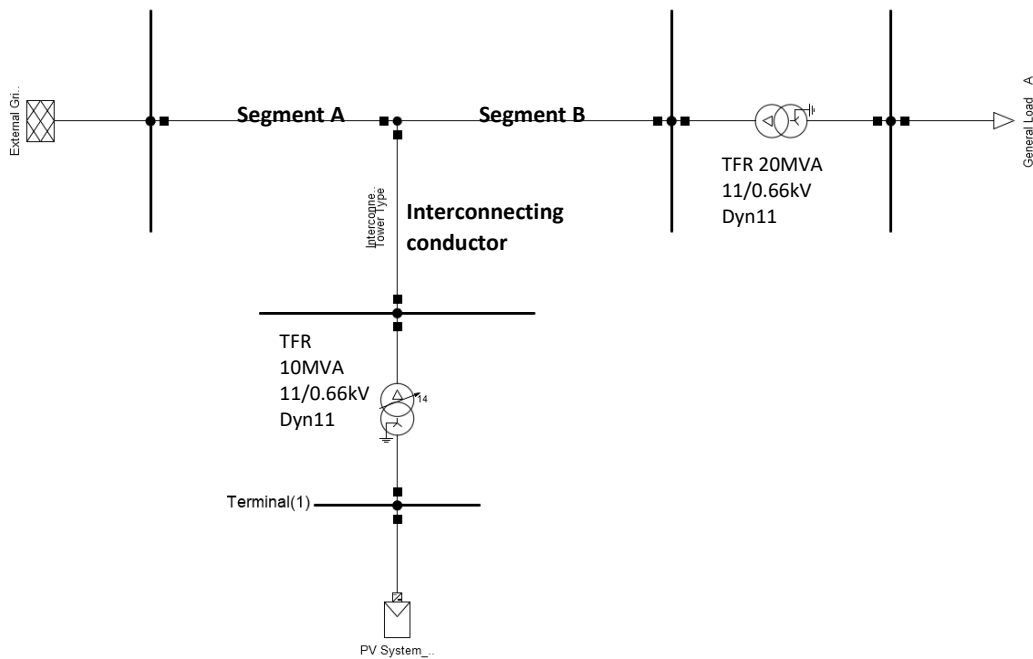 External Gri..
Segment A
Segment B
General Load A
TFR 20MVA
11/0.66kV
Dyn11
Interconne..
Tower Type
Interconnecting
conductor
TFR
10MVA
11/0.66kV
Dyn11
14
Terminal(1)
PV System_..